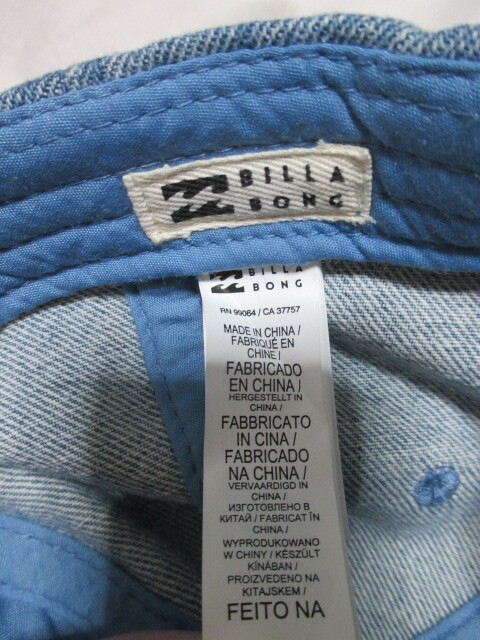 BILLA
BONG
BILLA
BONG
RN 99064 / CA 37757
MADE IN CHINA /
FABRIQUÉ EN
CHINE /
FABRICADO
EN CHINA /
HERGESTELLT IN
CHINA /
FABBRICATO
IN CINA /
FABRICADO
NA CHINA /
VERVAARDIGD IN
CHINA /
ИЗГОТОВЛЕНО В
КИТАЙ / FABRICAT ÎN
CHINA /
WYPRODUKOWANO
W CHINY / KÉSZÜLT
KÍNÁBAN /
PROIZVEDENO NA
KITAJSKEM /
FEITO NA